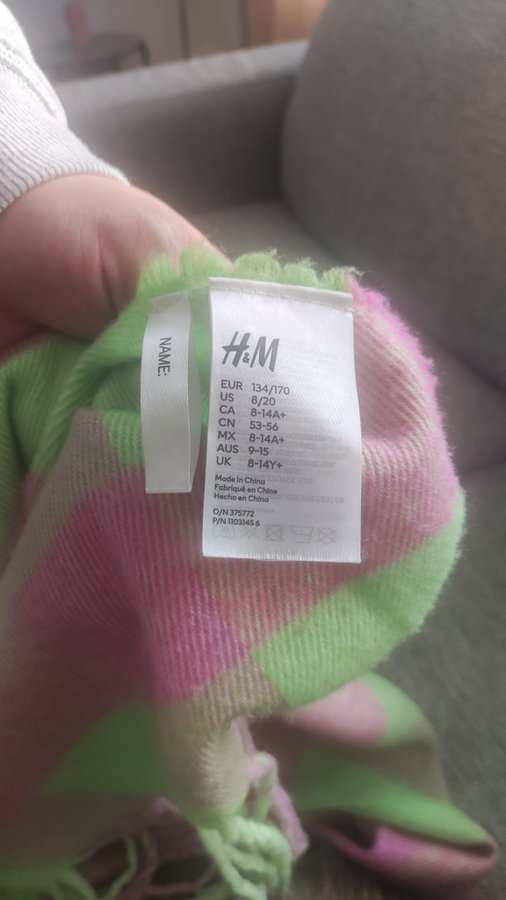 NAME:
H&M
EUR 134/170
US 8/20
CA 8-14A+
CN 53-56
MX 8-14A+
AUS 9-15
UK 8-14Y+
Made in China
Fabriqué en Chine
Hecho en China
O/N 375772
P/N 1103145 6